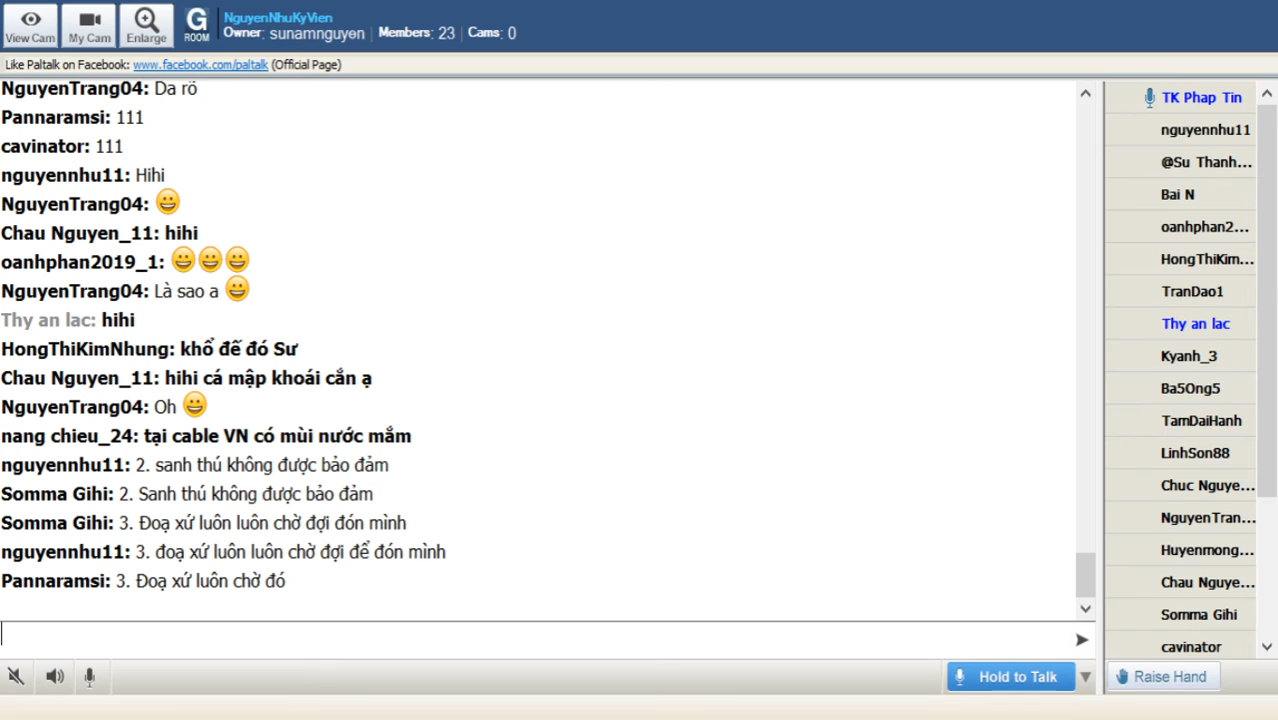 View Cam
My Cam
Enlarge
G
ROOM
NguyenNhuKyVien
Owner: sunamnguyen | Members: 23 | Cams: 0
Like Paltalk on Facebook: www.facebook.com/paltalk (Official Page)
NguyenTrang04: Da rõ
Pannaramsi: 111
cavinator: 111
nguyennhu11: Hihi
NguyenTrang04:
Chau Nguyen_11: hihi
oanhphan2019_1:
NguyenTrang04: Là sao a
Thy an lac: hihi
HongThiKimNhung: khổ đế đó Sư
Chau Nguyen_11: hihi cá mập khoái cắn ạ
NguyenTrang04: Oh
nang chieu_24: tại cable VN có mùi nước mắm
nguyennhu11: 2. sanh thú không được bảo đảm
Somma Gihi: 2. Sanh thú không được bảo đảm
Somma Gihi: 3. Đoạ xứ luôn luôn chờ đợi đón mình
nguyennhu11: 3. đoạ xứ luôn luôn chờ đợi để đón mình
Pannaramsi: 3. Đoạ xứ luôn chờ đó
TK Phap Tin
nguyennhu11
@Su Thanh...
Bai N
oanhphan2...
HongThiKim...
TranDao1
Thy an lac
Kyanh_3
Ba5Ong5
TamDaiHanh
LinhSon88
Chuc Nguye...
NguyenTran...
Huyenmong...
Chau Nguye...
Somma Gihi
cavinator
Hold to Talk
Raise Hand